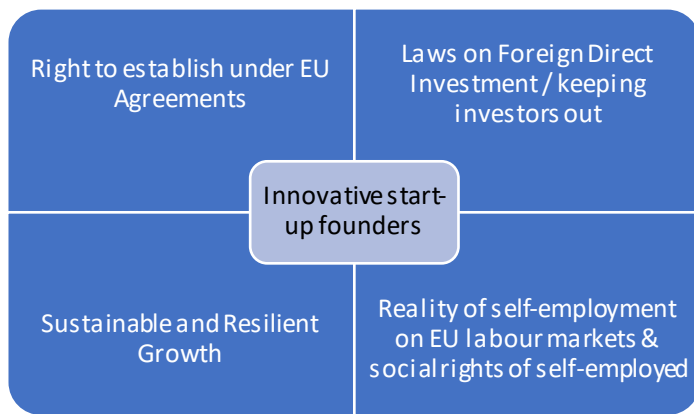 Right to establish under EU
Agreements
Laws on Foreign Direct
Investment / keeping
investors out
Innovative start-
up founders
Sustainable and Resilient
Growth
Reality of self-employment
on EU labour markets &
social rights of self-employed